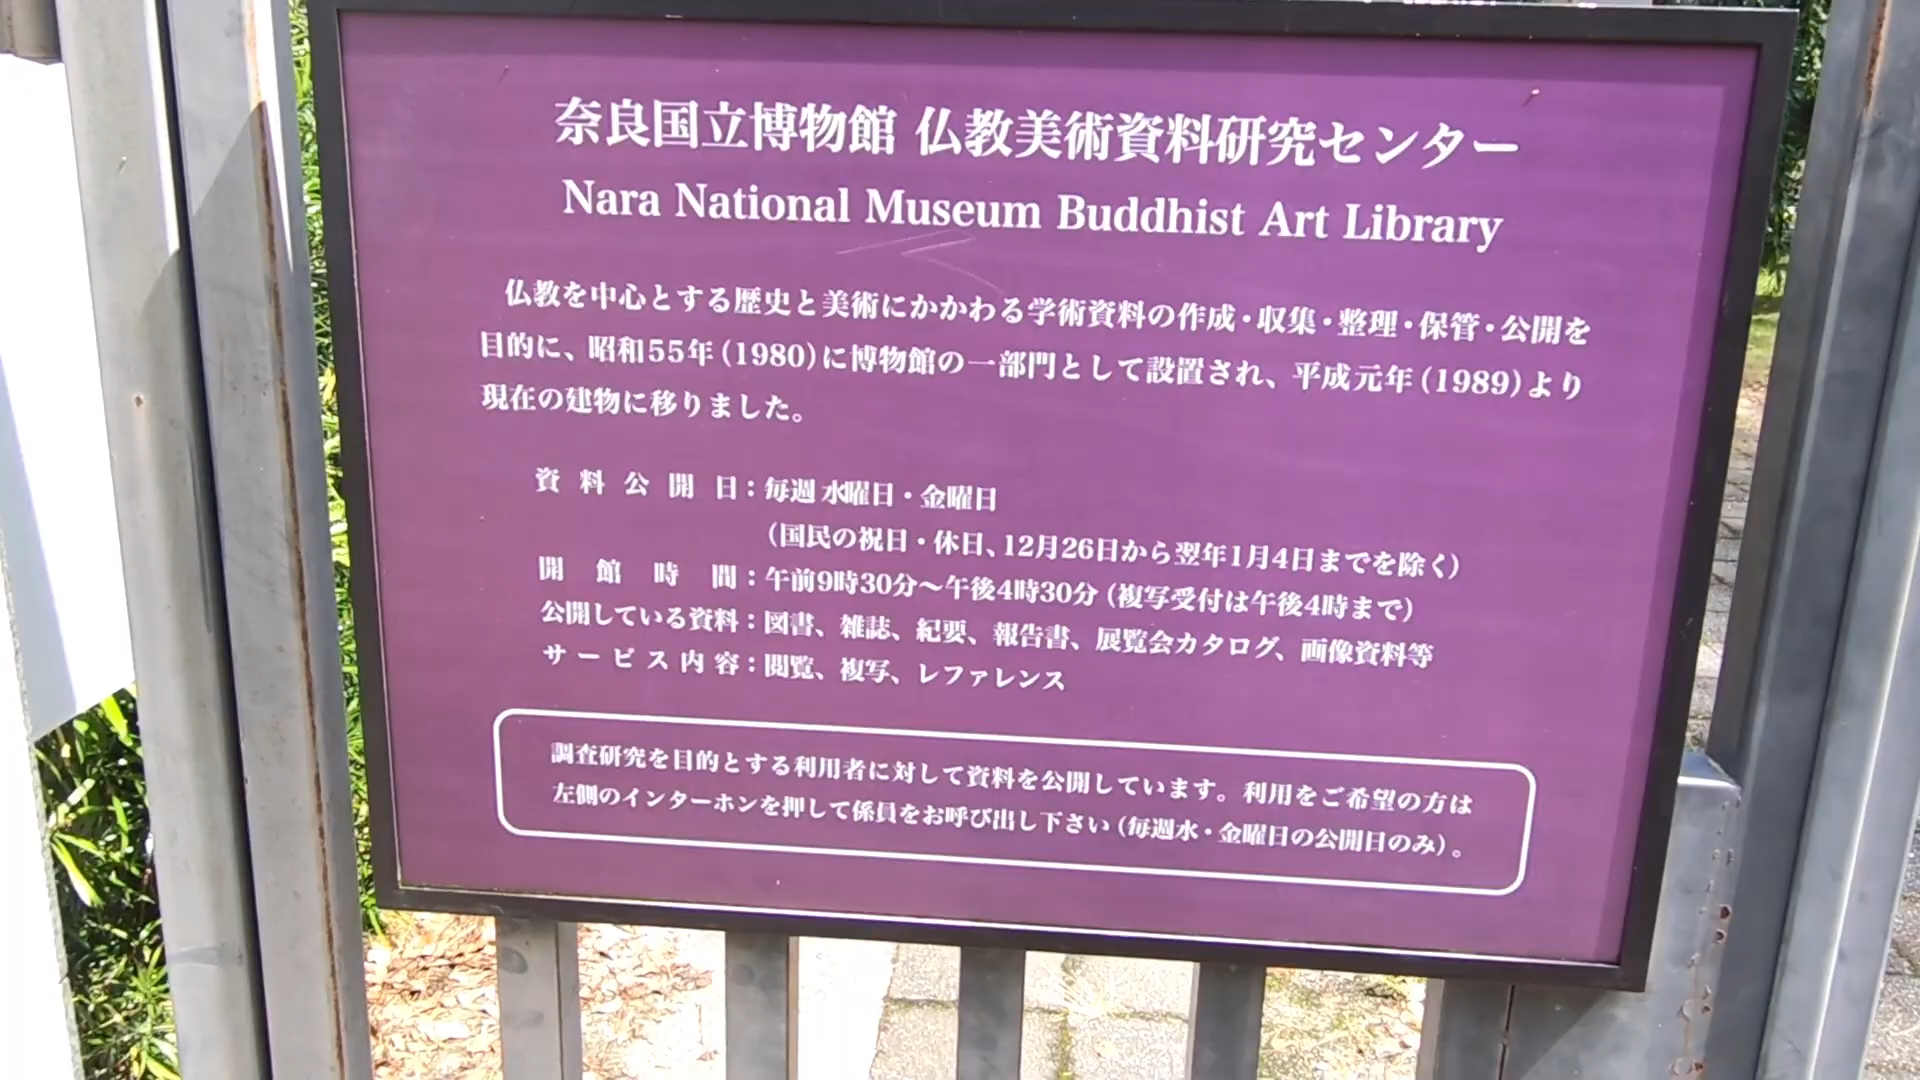 奈良国立博物館 仏教美術資料研究センター
Nara National Museum Buddhist Art Library
仏教を中心とする歴史と美術にかかわる学術資料の作成・収集・整理・保管・公開を
目的に、昭和55年(1980)に博物館の一部門として設置され、平成元年(1989)より
現在の建物に移りました。
資料公開日：毎週 水曜日・金曜日
(国民の祝日・休日、12月26日から翌年1月4日までを除く)
開館時間：午前9時30分～午後4時30分(複写受付は午後4時まで)
公開している資料：図書、雑誌、紀要、報告書、展覧会カタログ、画像資料等
サービス内容：閲覧、複写、レファレンス
調査研究を目的とする利用者に対して資料を公開しています。利用をご希望の方は
左側のインターホンを押して係員をお呼び出し下さい(毎週水・金曜日の公開日のみ)。